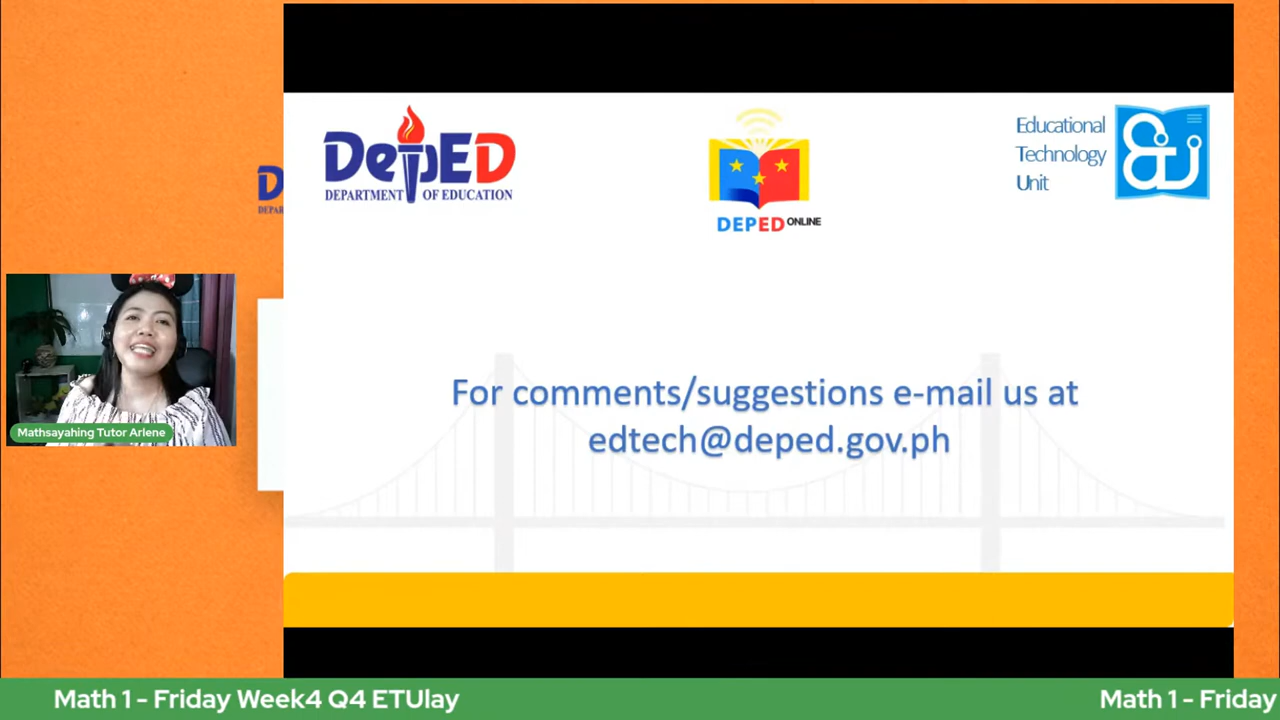 DepED
DEPARTMENT OF EDUCATION
DEPED ONLINE
Educational
Technology
Unit
D
DEPAR
For comments/suggestions e-mail us at
edtech@deped.gov.ph
Mathsayahing Tutor Arlene
Math 1 - Friday Week4 Q4 ETUlay
Math 1 - Friday